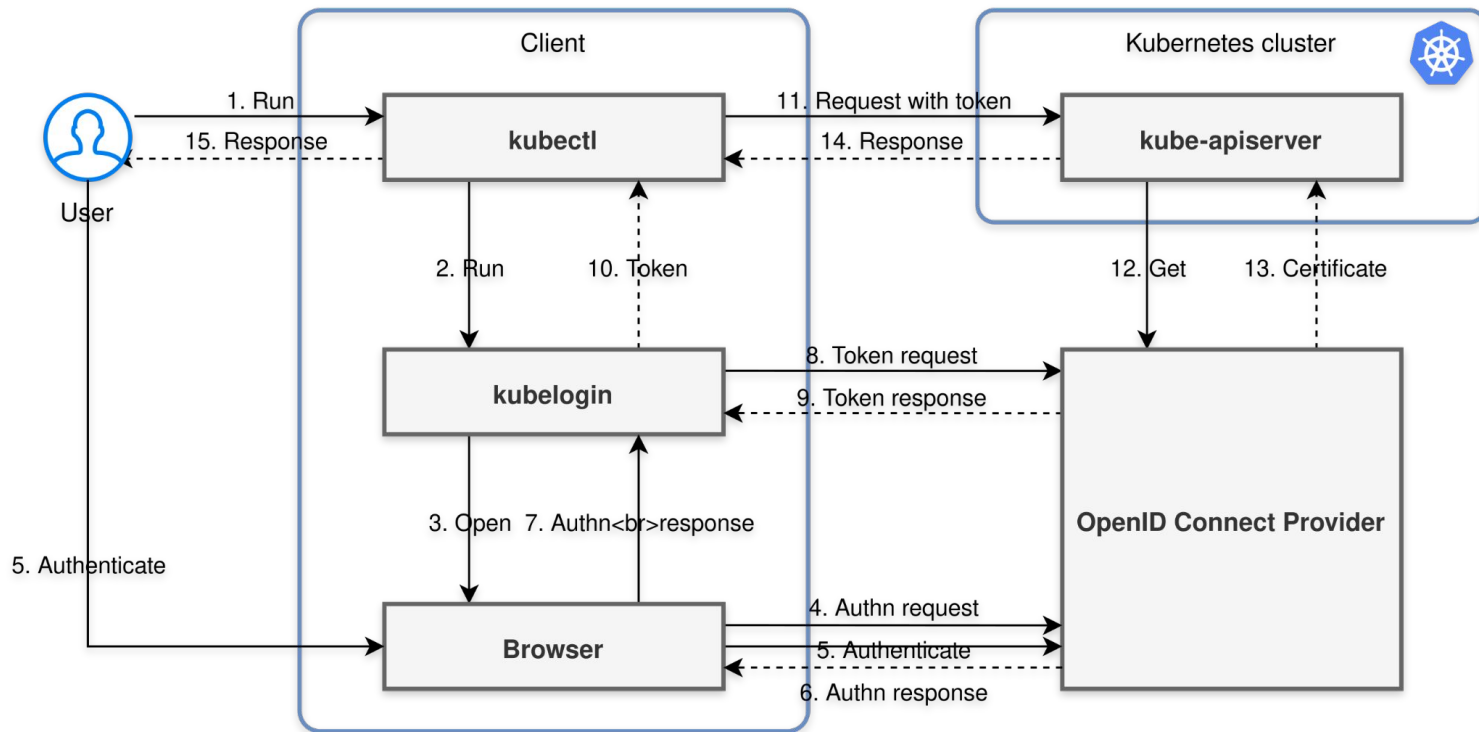 Client
Kubernetes cluster
1. Run
11. Request with token
kubectl
kube-apiserver
15. Response
14. Response
User
2. Run
10. Token
12. Get
13. Certificate
8. Token request
kubelogin
9. Token response
3. Open
7. Authn<br>response
OpenID Connect Provider
5. Authenticate
4. Authn request
Browser
5. Authenticate
6. Authn response